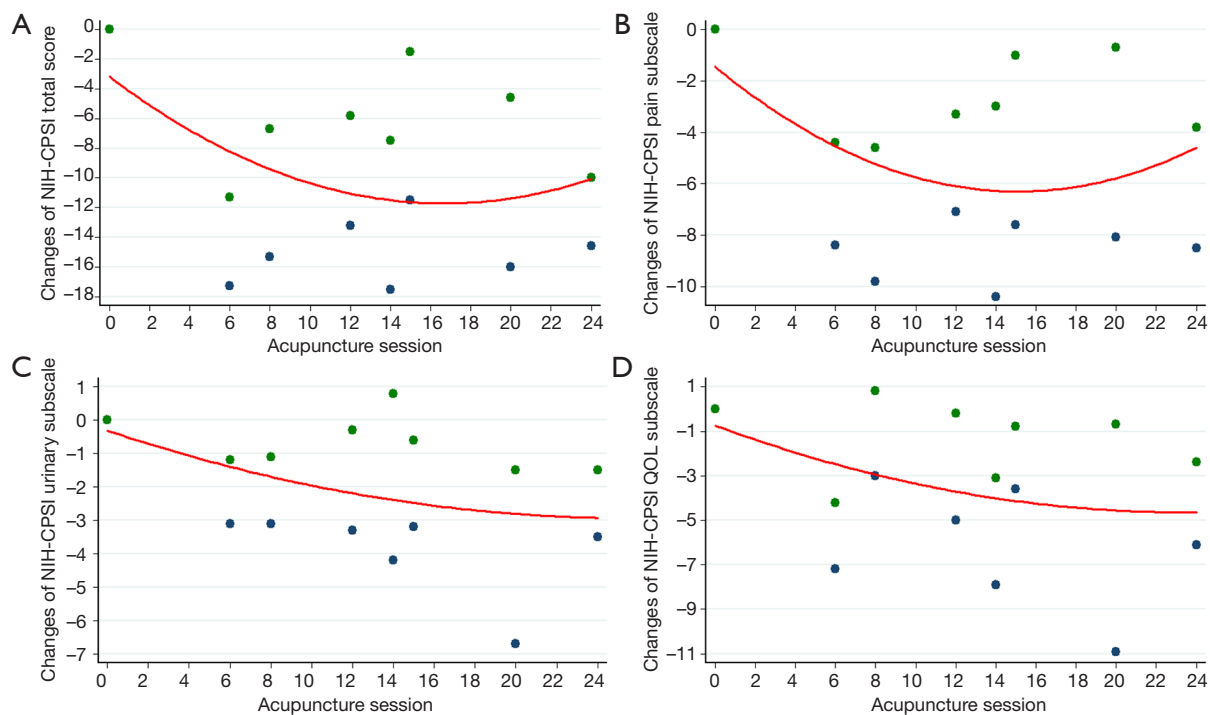 A
Changes of NIH-CPSI total score
0
−2
−4
−6
−8
−10
−12
−14
−16
−18
0 2 4 6 8 10 12 14 16 18 20 22 24
Acupuncture session
B
Changes of NIH-CPSI pain subscale
0
−2
−4
−6
−8
−10
0 2 4 6 8 10 12 14 16 18 20 22 24
Acupuncture session
C
Changes of NIH-CPSI urinary subscale
1
0
−1
−2
−3
−4
−5
−6
−7
0 2 4 6 8 10 12 14 16 18 20 22 24
Acupuncture session
D
Changes of NIH-CPSI QOL subscale
1
−1
−3
−5
−7
−9
−11
0 2 4 6 8 10 12 14 16 18 20 22 24
Acupuncture session